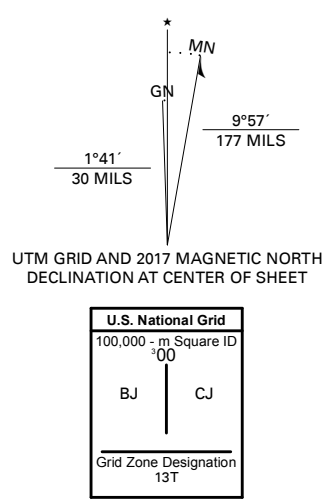 ★
MN
GN
9°57´
177 MILS
1°41´
30 MILS
UTM GRID AND 2017 MAGNETIC NORTH
DECLINATION AT CENTER OF SHEET
U.S. National Grid
100,000 - m Square ID
³00
BJ CJ
Grid Zone Designation
13T